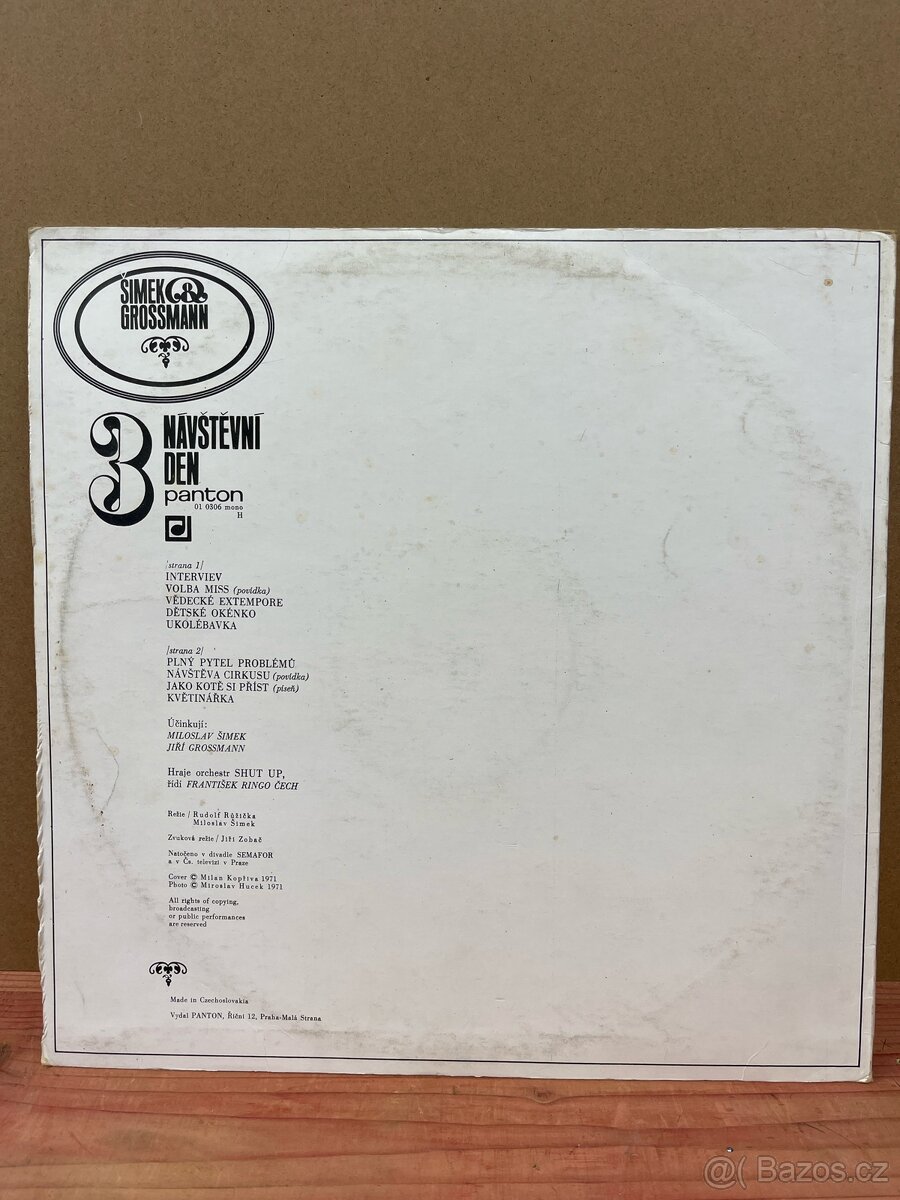 ŠIMEK &
GROSSMANN
3 NÁVŠTĚVNÍ
DEN
panton
01 0306 mono
H
/strana 1/
INTERVIEV
VOLBA MISS (povídka)
VĚDECKÉ EXTEMPORE
DĚTSKÉ OKÉNKO
UKOLÉBAVKA
/strana 2/
PLNÝ PYTEL PROBLÉMŮ
NÁVŠTĚVA CIRKUSU (povídka)
JAKO KOTĚ SI PŘÍST (píseň)
KVĚTINÁŘKA
Účinkují:
MILOSLAV ŠIMEK
JIŘÍ GROSSMANN
Hraje orchestr SHUT UP,
řídí FRANTIŠEK RINGO ČECH
Režie / Rudolf Růžička
Miloslav Šimek
Zvuková režie / Jiří Zobač
Natočeno v divadle SEMAFOR
a v Čs. televizi v Praze
Cover © Milan Kopřiva 1971
Photo © Miroslav Hucek 1971
All rights of copying,
broadcasting
or public performances
are reserved
Made in Czechoslovakia
Vydal PANTON, Říční 12, Praha-Malá Strana
@( Bazos.cz